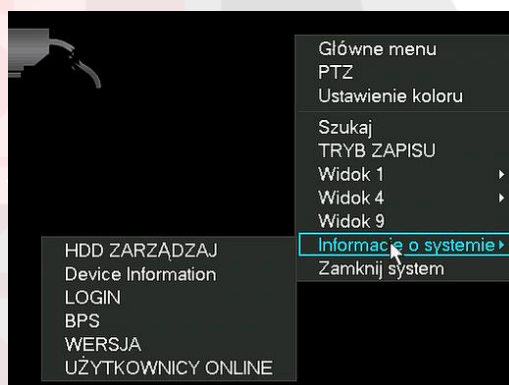 Główne menu
PTZ
Ustawienie koloru
Szukaj
TRYB ZAPISU
Widok 1
Widok 4
Widok 9
Informacje o systemie
Zamknij system
HDD ZARZĄDZAJ
Device Information
LOGIN
BPS
WERSJA
UŻYTKOWNICY ONLINE